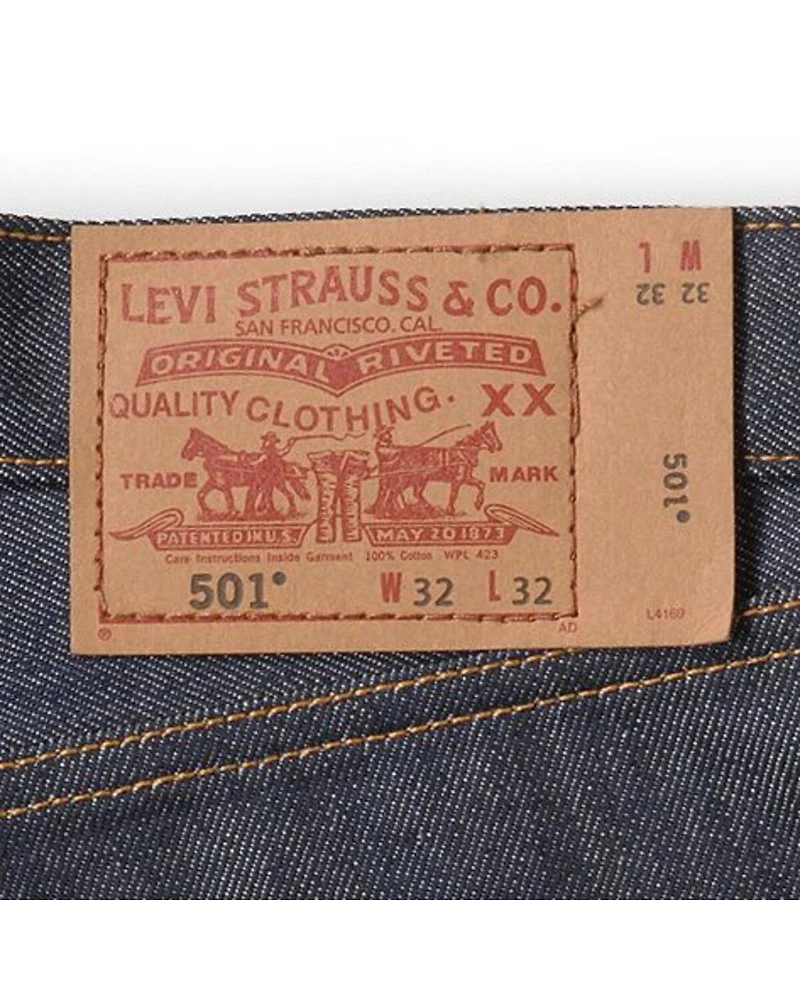 LEVI STRAUSS & CO.
SAN FRANCISCO, CAL.
ORIGINAL RIVETED
QUALITY CLOTHING. XX
TRADE MARK
PATENTED IN U.S. MAY 20 1873
Care Instructions Inside Garment 100% Cotton WPL 423
501® W 32 L 32
® AD
W L
32 32
501®
L4169